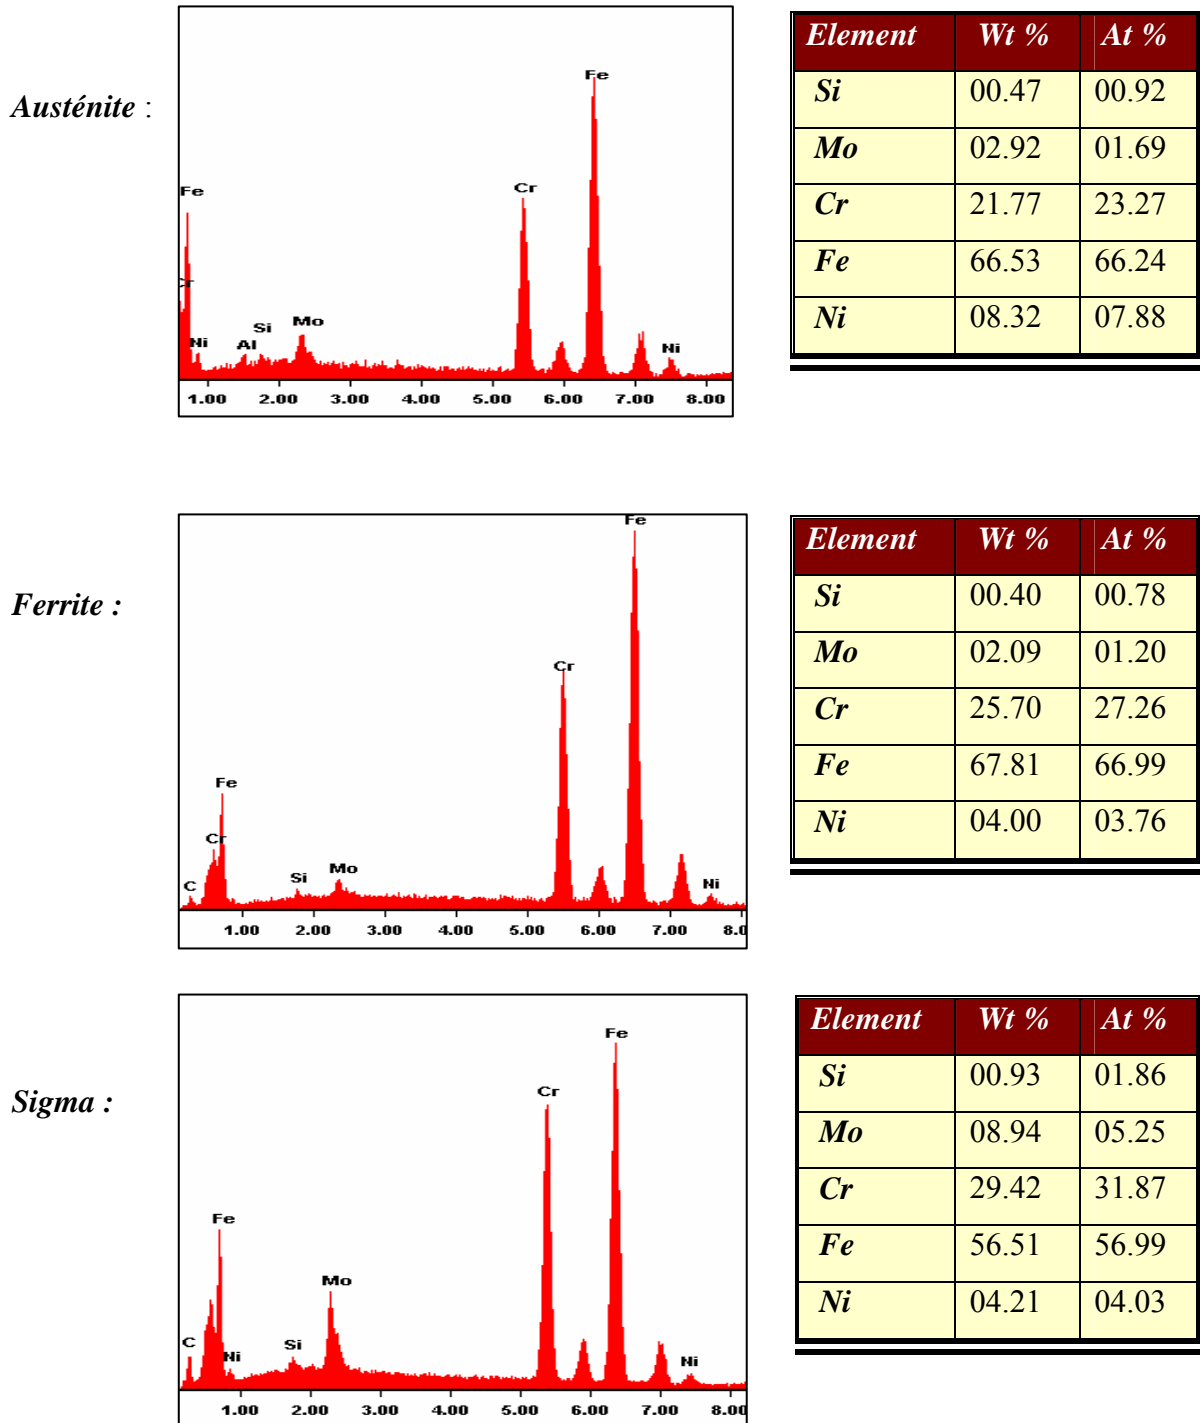 Austénite :
Fe
Fe
Cr
Cr
Ni
Al
Si
Mo
Ni
1.00 2.00 3.00 4.00 5.00 6.00 7.00 8.00
Element Wt % At %
Si 00.47 00.92
Mo 02.92 01.69
Cr 21.77 23.27
Fe 66.53 66.24
Ni 08.32 07.88
Ferrite :
Fe
Cr
Fe
Cr
C
Si
Mo
Ni
1.00 2.00 3.00 4.00 5.00 6.00 7.00 8.0
Element Wt % At %
Si 00.40 00.78
Mo 02.09 01.20
Cr 25.70 27.26
Fe 67.81 66.99
Ni 04.00 03.76
Sigma :
Fe
Cr
Fe
Mo
C
Ni
Si
Ni
1.00 2.00 3.00 4.00 5.00 6.00 7.00 8.00
Element Wt % At %
Si 00.93 01.86
Mo 08.94 05.25
Cr 29.42 31.87
Fe 56.51 56.99
Ni 04.21 04.03